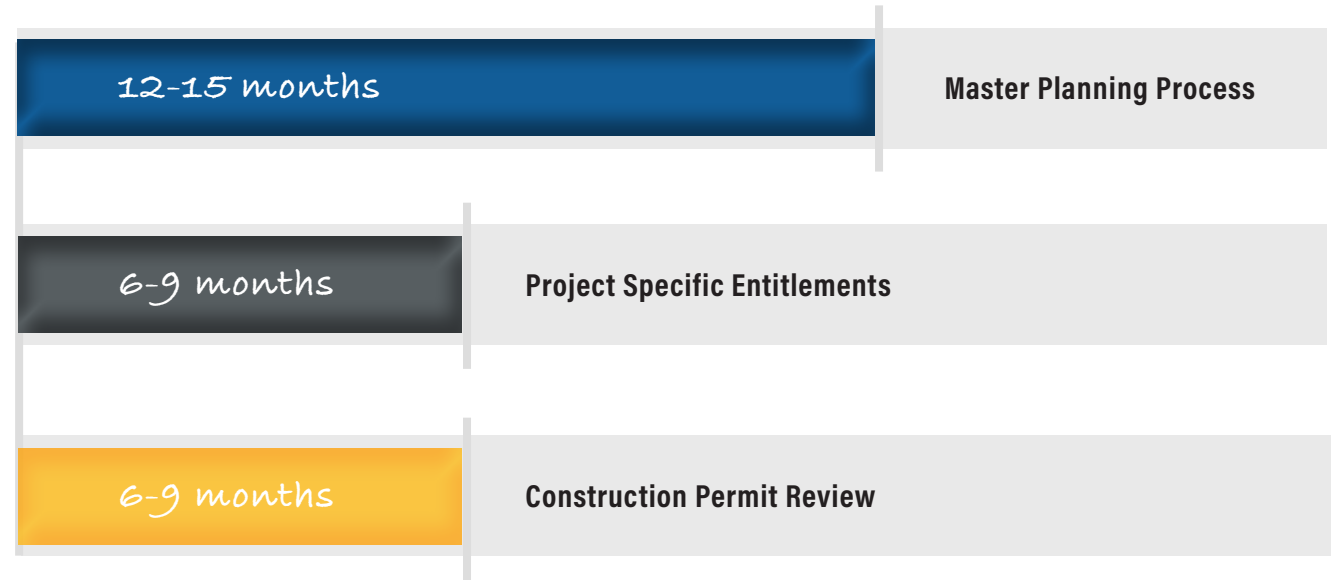 12-15 months
Master Planning Process
6-9 months
Project Specific Entitlements
6-9 months
Construction Permit Review